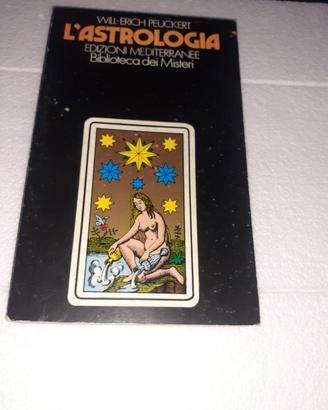 WILL-ERICH PEUCKERT
L'ASTROLOGIA
EDIZIONI MEDITERRANEE
Biblioteca dei Misteri